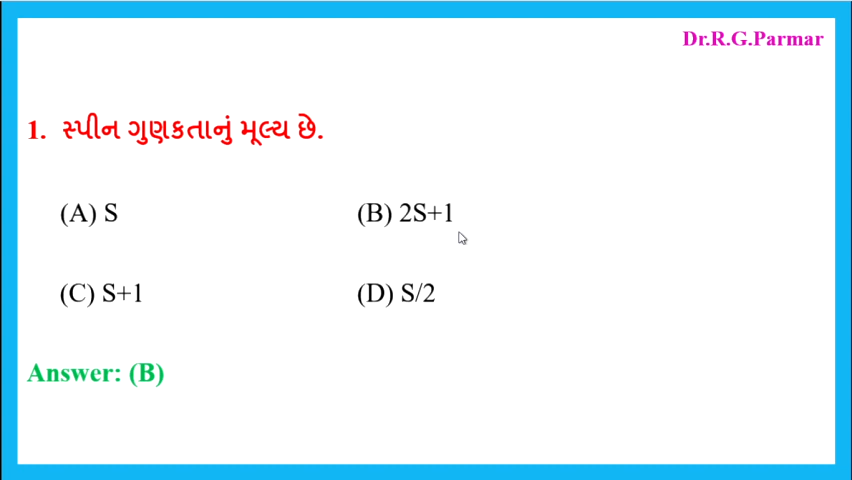 Dr.R.G.Parmar
1. સ્પીન ગુણકતાનું મૂલ્ય છે.
(A) S (B) 2S+1
(C) S+1 (D) S/2
Answer: (B)